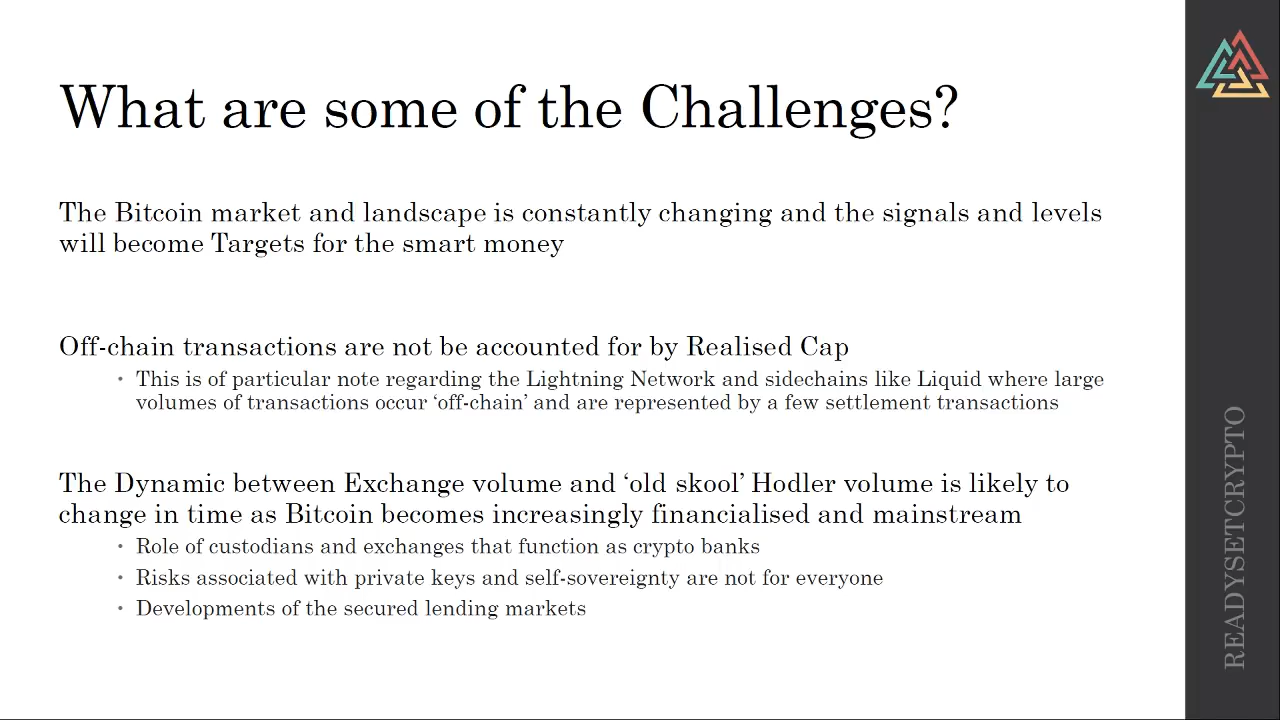 What are some of the Challenges?
The Bitcoin market and landscape is constantly changing and the signals and levels
will become Targets for the smart money
Off-chain transactions are not be accounted for by Realised Cap
• This is of particular note regarding the Lightning Network and sidechains like Liquid where large
volumes of transactions occur ‘off-chain’ and are represented by a few settlement transactions
The Dynamic between Exchange volume and ‘old skool’ Hodler volume is likely to
change in time as Bitcoin becomes increasingly financialised and mainstream
• Role of custodians and exchanges that function as crypto banks
• Risks associated with private keys and self-sovereignty are not for everyone
• Developments of the secured lending markets
READYSETCRYPTO